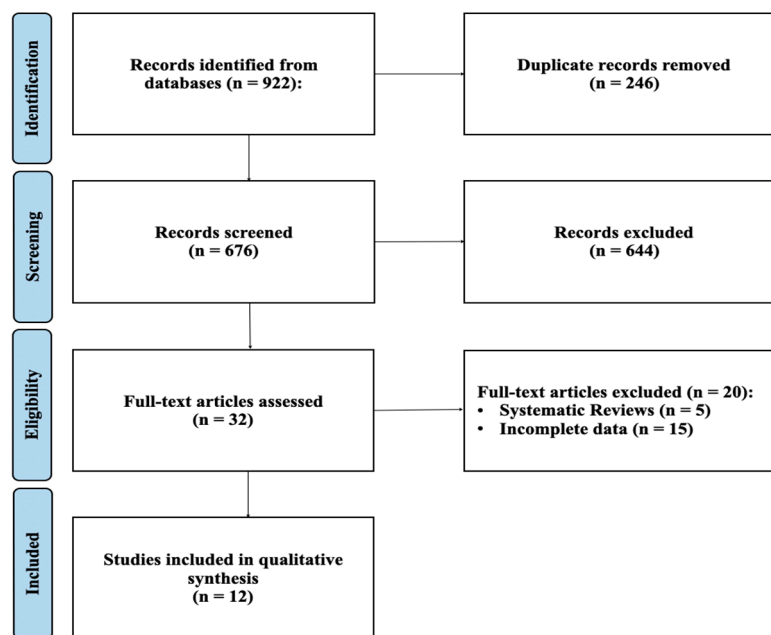 Identification
Records identified from
databases (n = 922):
Duplicate records removed
(n = 246)
Screening
Records screened
(n = 676)
Records excluded
(n = 644)
Eligibility
Full-text articles assessed
(n = 32)
Full-text articles excluded (n = 20):
• Systematic Reviews (n = 5)
• Incomplete data (n = 15)
Included
Studies included in qualitative
synthesis
(n = 12)